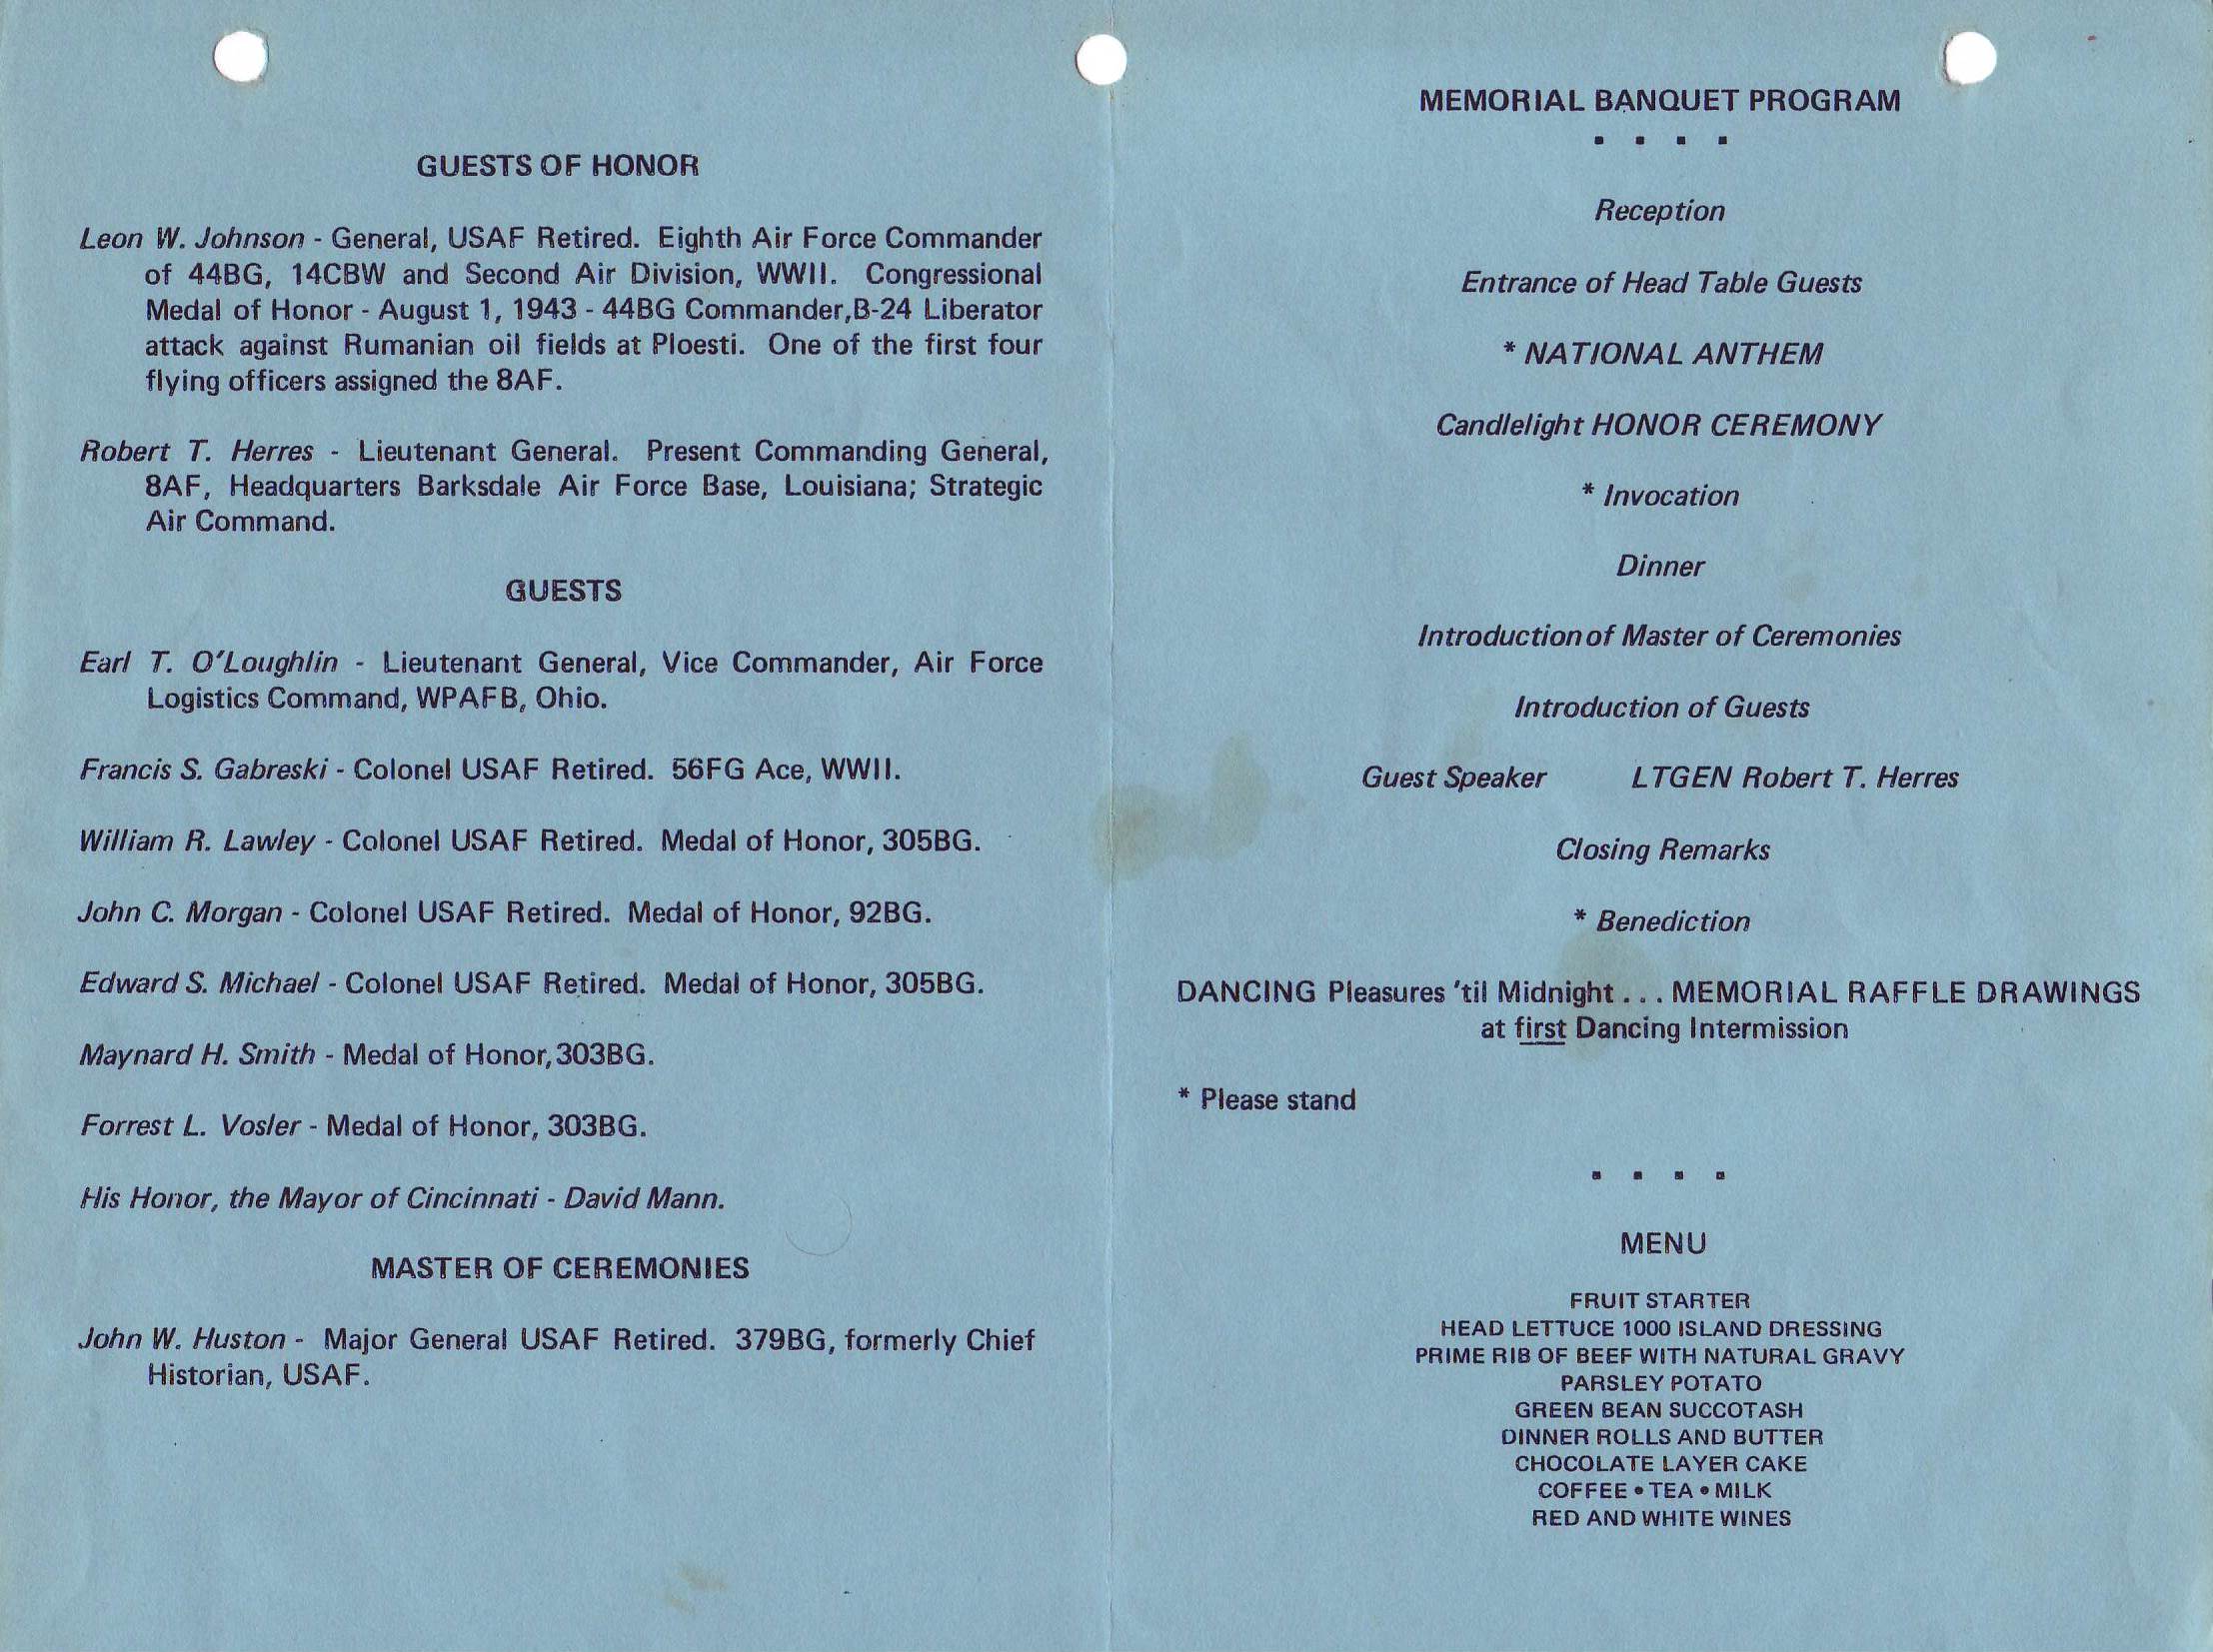 GUESTS OF HONOR
Leon W. Johnson - General, USAF Retired. Eighth Air Force Commander
of 44BG, 14CBW and Second Air Division, WWII. Congressional
Medal of Honor - August 1, 1943 - 44BG Commander,B-24 Liberator
attack against Rumanian oil fields at Ploesti. One of the first four
flying officers assigned the 8AF.
Robert T. Herres - Lieutenant General. Present Commanding General,
8AF, Headquarters Barksdale Air Force Base, Louisiana; Strategic
Air Command.
GUESTS
Earl T. O'Loughlin - Lieutenant General, Vice Commander, Air Force
Logistics Command, WPAFB, Ohio.
Francis S. Gabreski - Colonel USAF Retired. 56FG Ace, WWII.
William R. Lawley - Colonel USAF Retired. Medal of Honor, 305BG.
John C. Morgan - Colonel USAF Retired. Medal of Honor, 92BG.
Edward S. Michael - Colonel USAF Retired. Medal of Honor, 305BG.
Maynard H. Smith - Medal of Honor,303BG.
Forrest L. Vosler - Medal of Honor, 303BG.
His Honor, the Mayor of Cincinnati - David Mann.
MASTER OF CEREMONIES
John W. Huston - Major General USAF Retired. 379BG, formerly Chief
Historian, USAF.
MEMORIAL BANQUET PROGRAM
Reception
Entrance of Head Table Guests
* NATIONAL ANTHEM
Candlelight HONOR CEREMONY
* Invocation
Dinner
Introduction of Master of Ceremonies
Introduction of Guests
Guest Speaker LTGEN Robert T. Herres
Closing Remarks
* Benediction
DANCING Pleasures 'til Midnight . . . MEMORIAL RAFFLE DRAWINGS
at first Dancing Intermission
* Please stand
MENU
FRUIT STARTER
HEAD LETTUCE 1000 ISLAND DRESSING
PRIME RIB OF BEEF WITH NATURAL GRAVY
PARSLEY POTATO
GREEN BEAN SUCCOTASH
DINNER ROLLS AND BUTTER
CHOCOLATE LAYER CAKE
COFFEE • TEA • MILK
RED AND WHITE WINES